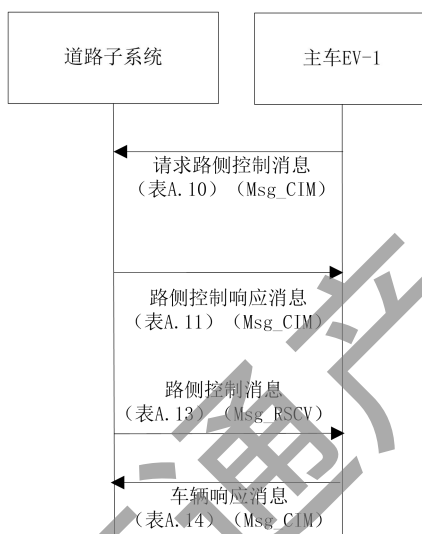 道路子系统
主车EV-1
请求路侧控制消息
（表A.10）（Msg_CIM）
路侧控制响应消息
（表A.11）（Msg_CIM）
路侧控制消息
（表A.13）（Msg_RSCV）
车辆响应消息
（表A.14）（Msg_CIM）
通产